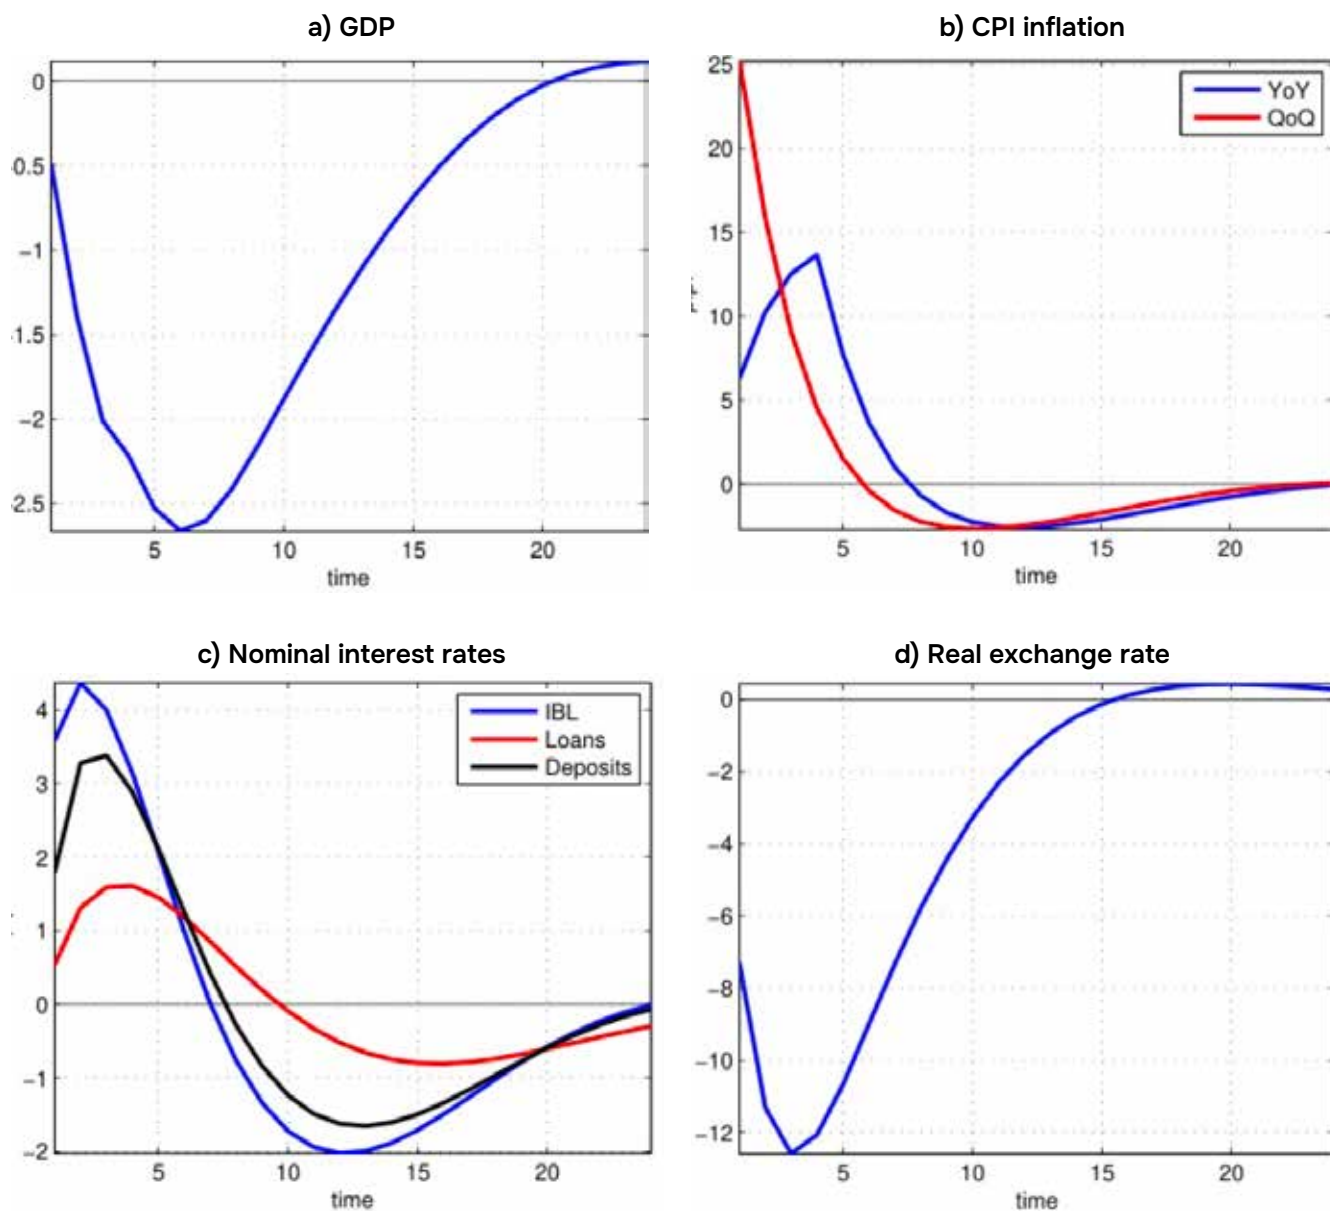 a) GDP
0
0.5
−1
1.5
−2
2.5
5 10 15 20
time
b) CPI inflation
25
20
15
10
5
0
YoY
QoQ
5 10 15 20
time
c) Nominal interest rates
4
3
2
1
0
−1
−2
IBL
Loans
Deposits
5 10 15 20
time
d) Real exchange rate
0
−2
−4
−6
−8
−10
−12
5 10 15 20
time